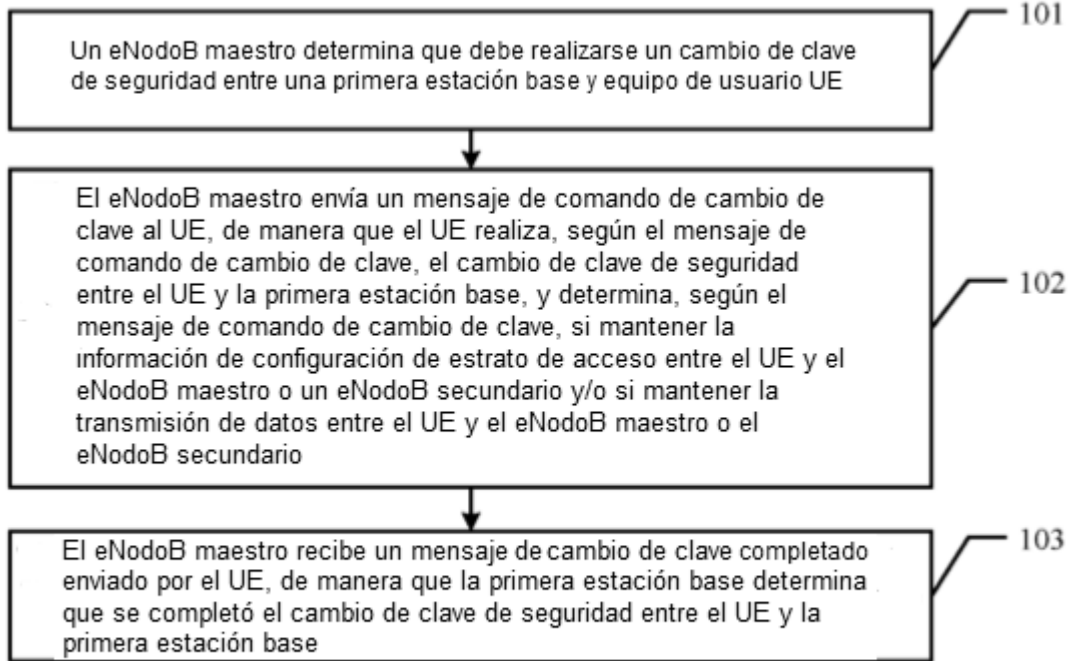 101
Un eNodoB maestro determina que debe realizarse un cambio de clave
de seguridad entre una primera estación base y equipo de usuario UE
El eNodoB maestro envía un mensaje de comando de cambio de
clave al UE, de manera que el UE realiza, según el mensaje de
comando de cambio de clave, el cambio de clave de seguridad
entre el UE y la primera estación base, y determina, según el
mensaje de comando de cambio de clave, si mantener la
información de configuración de estrato de acceso entre el UE y el
eNodoB maestro o un eNodoB secundario y/o si mantener la
transmisión de datos entre el UE y el eNodoB maestro o el
eNodoB secundario
102
El eNodoB maestro recibe un mensaje de cambio de clave completado
enviado por el UE, de manera que la primera estación base determina
que se completó el cambio de clave de seguridad entre el UE y la
primera estación base
103